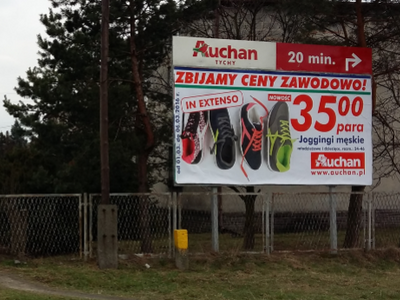 Auchan
TYCHY
20 min.
ZBIJAMY CENY ZAWODOWO!
IN EXTENSO
NOWOŚĆ
35 00
para
Joggingi męskie
Auchan
www.auchan.pl